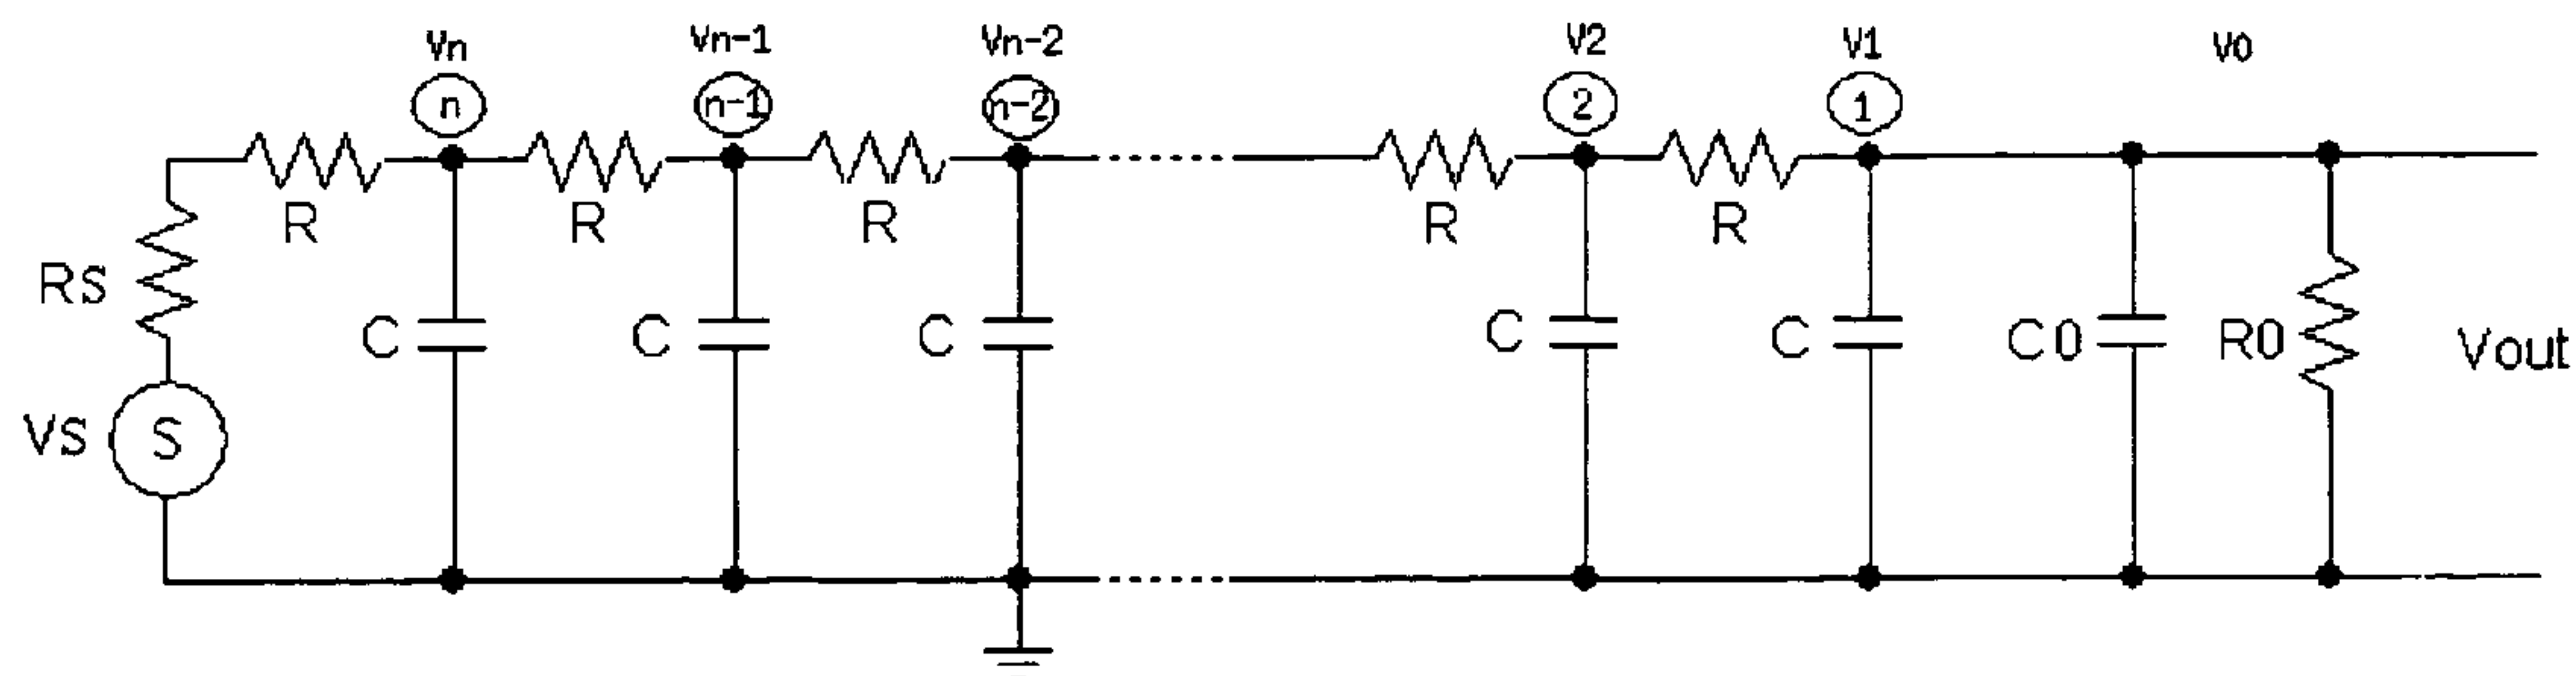 Vn Vn-1 Vn-2 V2 V1 V0
n n-1 n-2 2 1
R R R R R
RS C C C C C C0 R0 Vout
VS S